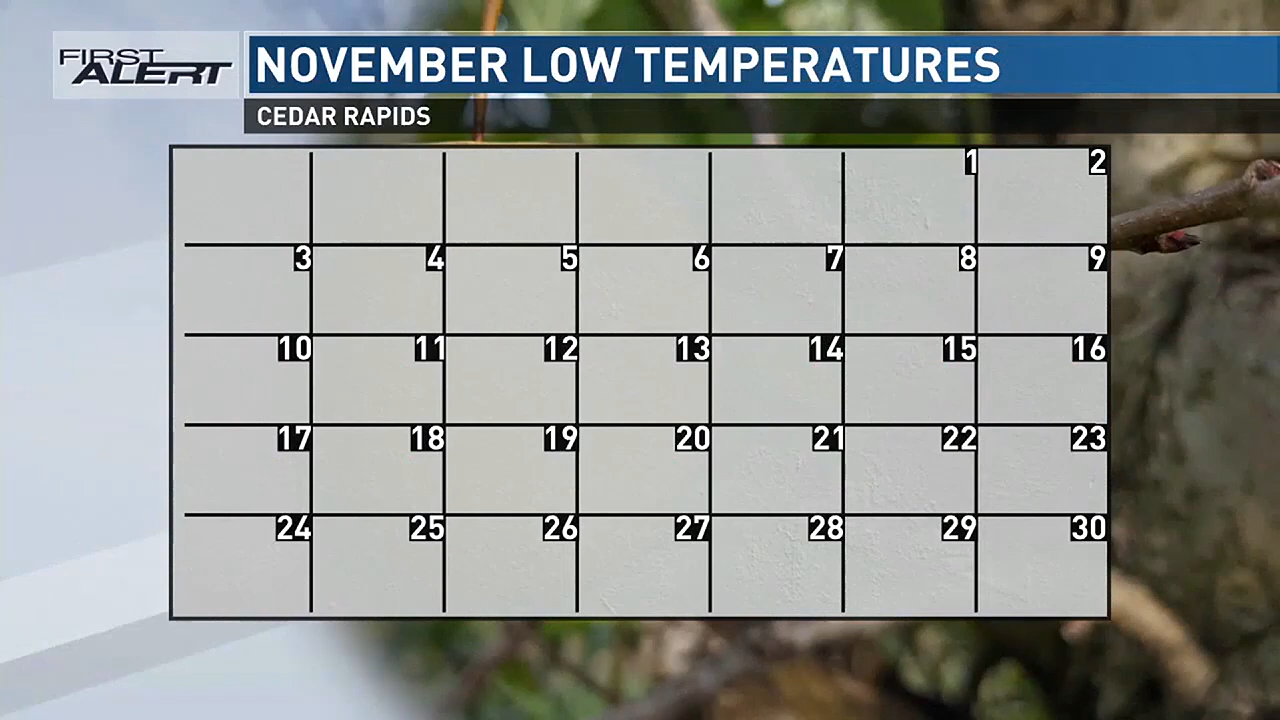 FIRST
ALERT
NOVEMBER LOW TEMPERATURES
CEDAR RAPIDS
1 2
3 4 5 6 7 8 9
10 11 12 13 14 15 16
17 18 19 20 21 22 23
24 25 26 27 28 29 30